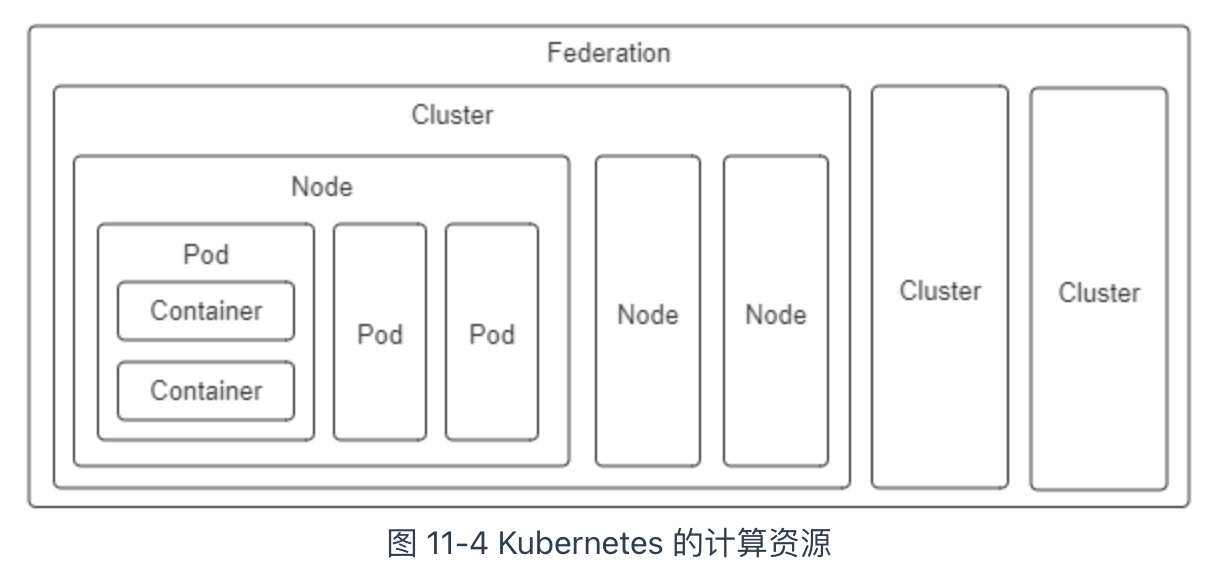 Federation
Cluster
Node
Pod
Container
Container
Pod
Pod
Node
Node
Cluster
Cluster
图 11-4 Kubernetes 的计算资源